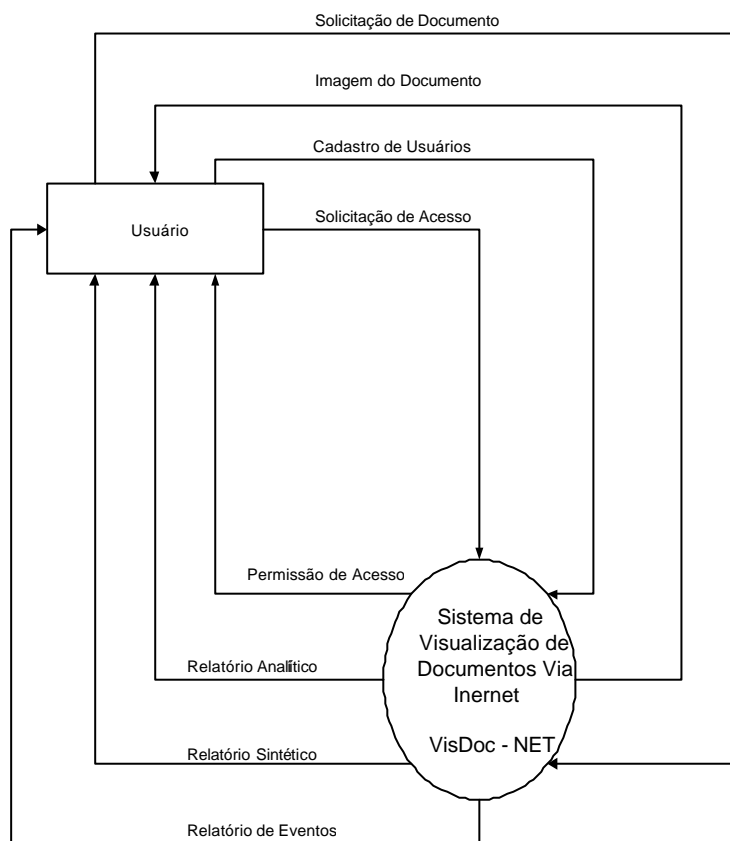 Solicitação de Documento
Imagem do Documento
Cadastro de Usuários
Solicitação de Acesso
Usuário
Permissão de Acesso
Sistema de
Visualização de
Documentos Via
Inernet
VisDoc - NET
Relatório Analítico
Relatório Sintético
Relatório de Eventos